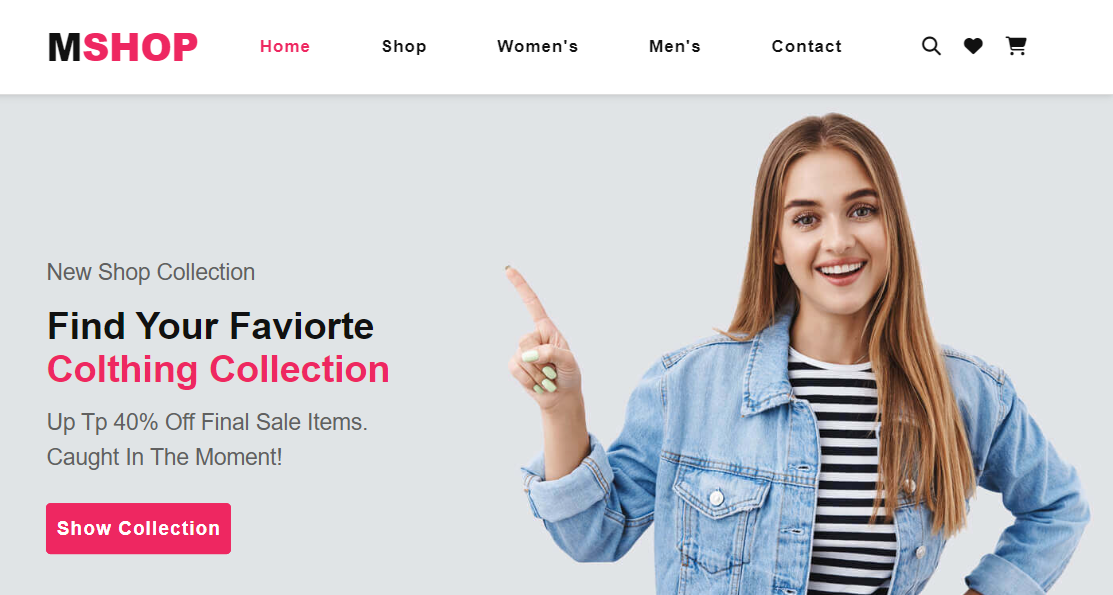 MSHOP
Home Shop Women's Men's Contact
New Shop Collection
Find Your Faviorte
Colthing Collection
Up Tp 40% Off Final Sale Items.
Caught In The Moment!
Show Collection